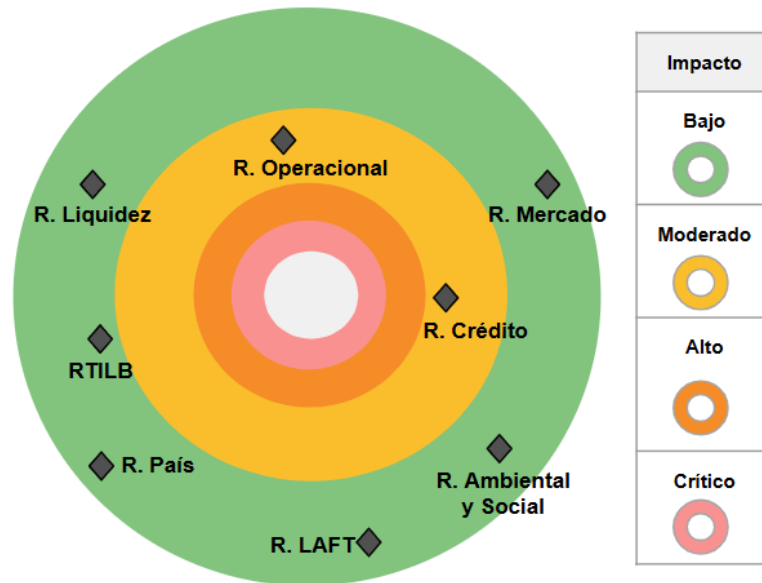 R. Operacional
R. Liquidez
R. Mercado
R. Crédito
RTILB
R. País
R. Ambiental
y Social
R. LAFT
Impacto
Bajo
Moderado
Alto
Crítico